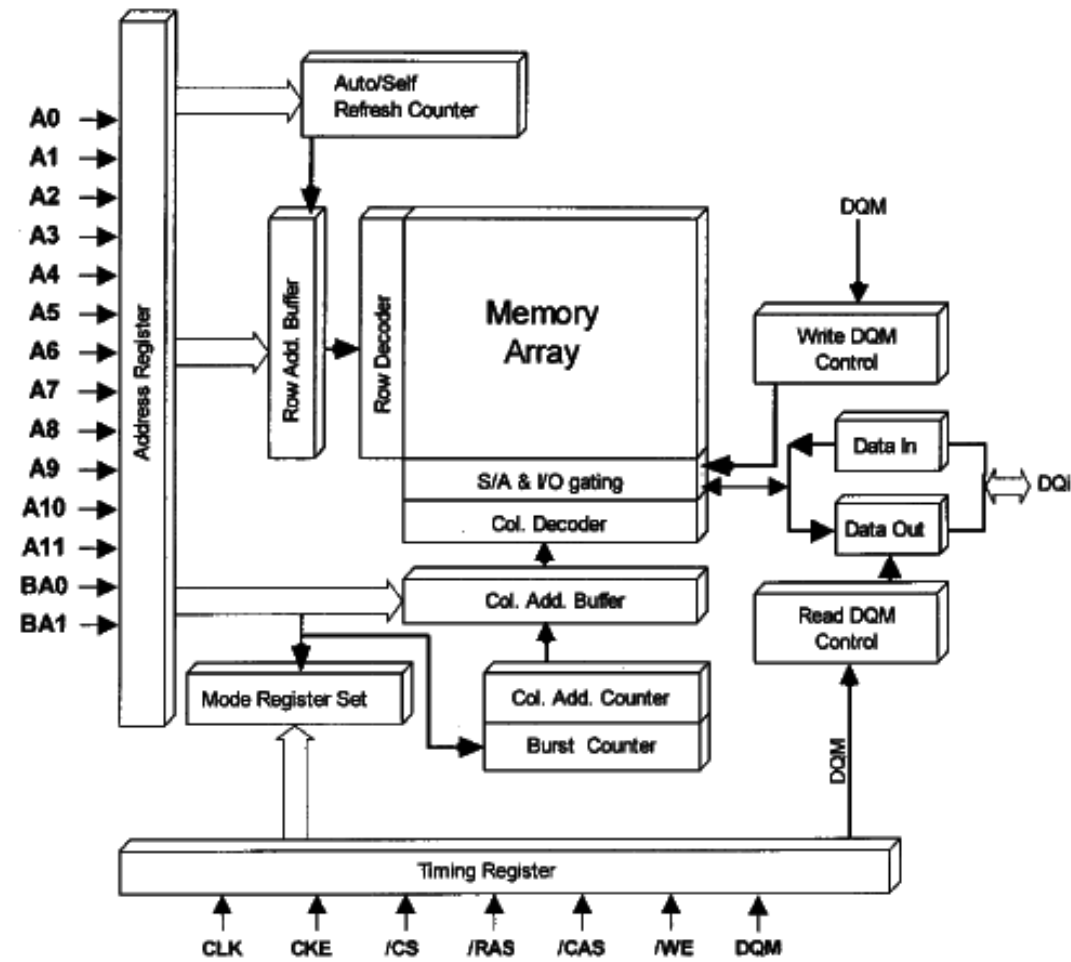 Auto/Self
Refresh Counter
A0
A1
A2
A3
A4
A5
A6
A7
A8
A9
A10
A11
BA0
BA1
Address Register
Row Add. Buffer
Row Decoder
Memory
Array
S/A & I/O gating
Col. Decoder
Col. Add. Buffer
Mode Register Set
Col. Add. Counter
Burst Counter
DQM
Write DQM
Control
Data In
DQi
Data Out
Read DQM
Control
DQM
Timing Register
CLK
CKE
/CS
/RAS
/CAS
/WE
DQM